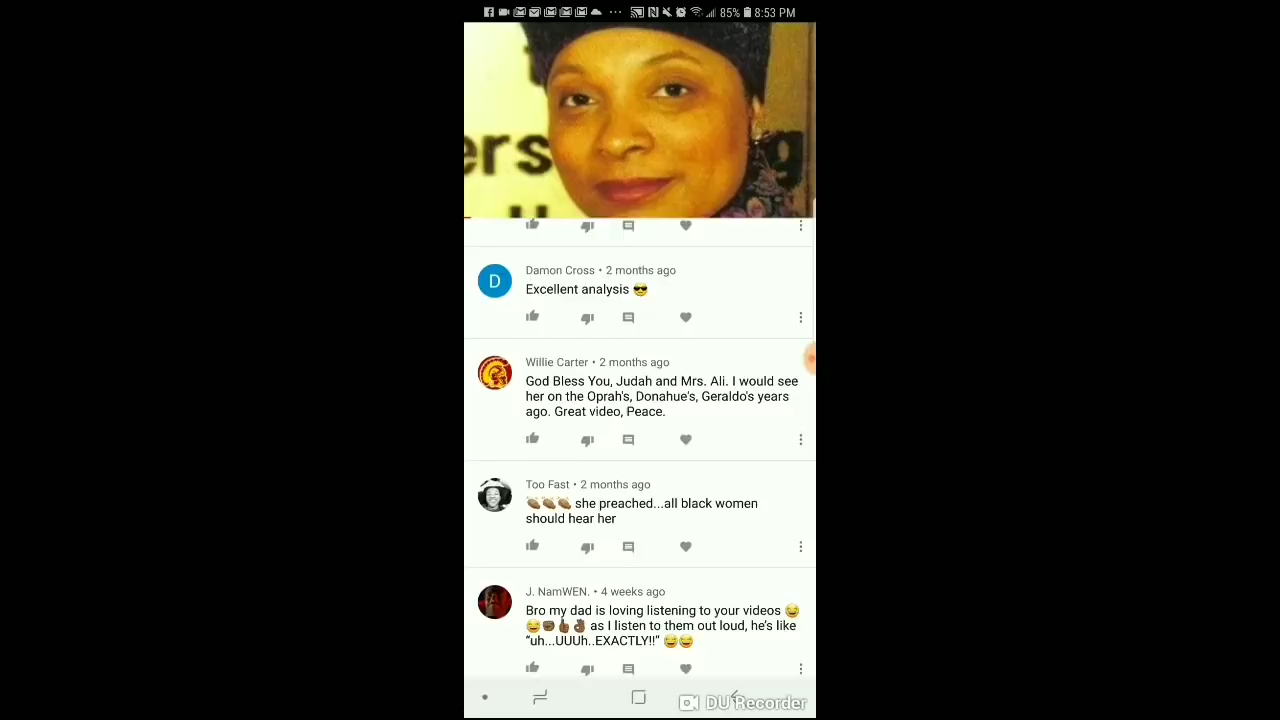 85% 8:53 PM
ers
Damon Cross • 2 months ago
D
Excellent analysis 😎
Willie Carter • 2 months ago
God Bless You, Judah and Mrs. Ali. I would see
her on the Oprah's, Donahue's, Geraldo's years
ago. Great video, Peace.
Too Fast • 2 months ago
👏🏾👏🏾👏🏾 she preached...all black women
should hear her
J. NamWEN. • 4 weeks ago
Bro my dad is loving listening to your videos 😂
😂✊🏾👍🏾👌🏾 as I listen to them out loud, he's like
“uh...UUUh..EXACTLY!!” 😂😂
DU Recorder